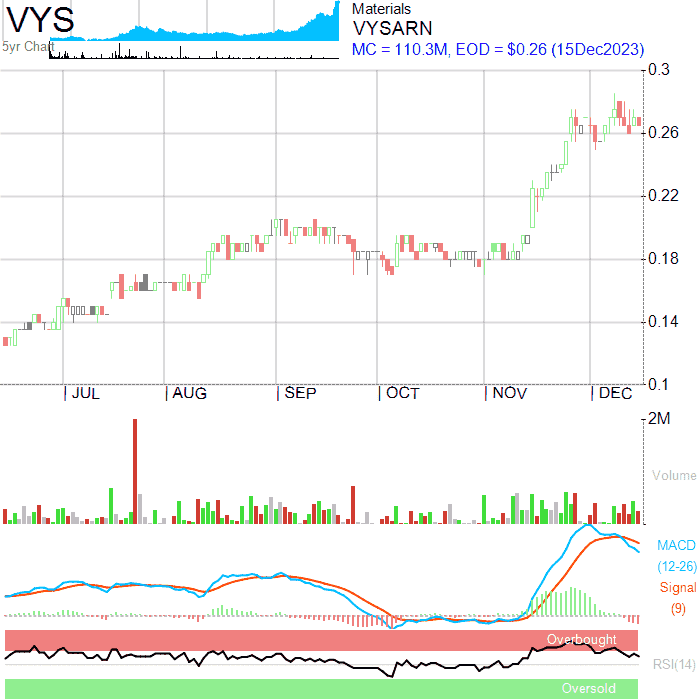 VYS
5yr Chart
Materials
VYSARN
MC = 110.3M, EOD = $0.26 (15Dec2023)
0.3
0.26
0.22
0.18
0.14
0.1
JUL AUG SEP OCT NOV DEC
2M
Volume
MACD
(12-26)
Signal
(9)
Overbought
RSI(14)
Oversold